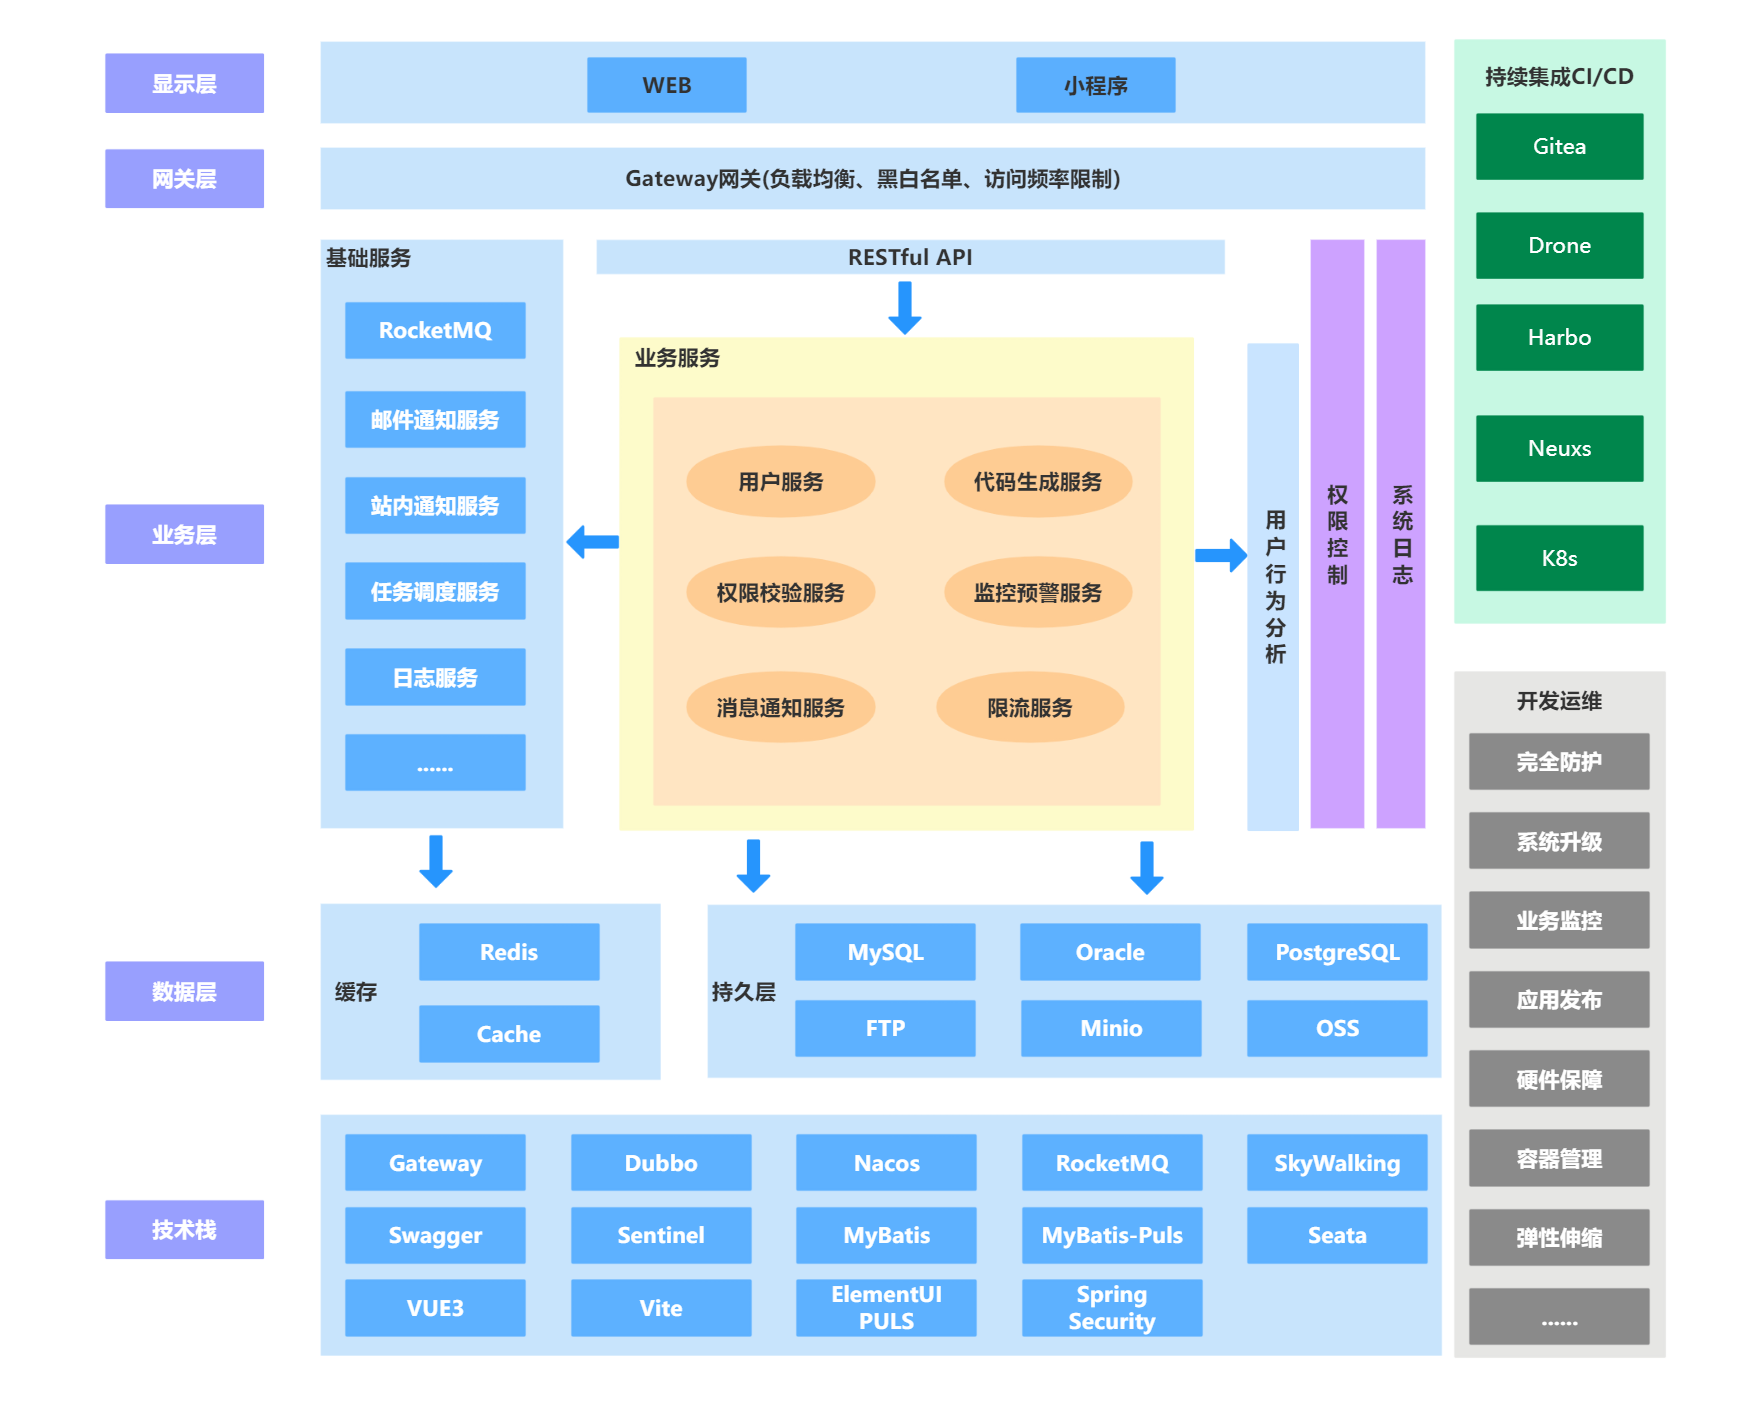 显示层
WEB
小程序
网关层
Gateway网关(负载均衡、黑白名单、访问频率限制)
业务层
基础服务
RocketMQ
邮件通知服务
站内通知服务
任务调度服务
日志服务
......
RESTful API
业务服务
用户服务
代码生成服务
权限校验服务
监控预警服务
消息通知服务
限流服务
用户行为分析
权限控制
系统日志
数据层
缓存
Redis
Cache
持久层
MySQL
Oracle
PostgreSQL
FTP
Minio
OSS
技术栈
Gateway
Dubbo
Nacos
RocketMQ
SkyWalking
Swagger
Sentinel
MyBatis
MyBatis-Puls
Seata
VUE3
Vite
ElementUI
PULS
Spring
Security
持续集成CI/CD
Gitea
Drone
Harbo
Neuxs
K8s
开发运维
完全防护
系统升级
业务监控
应用发布
硬件保障
容器管理
弹性伸缩
......